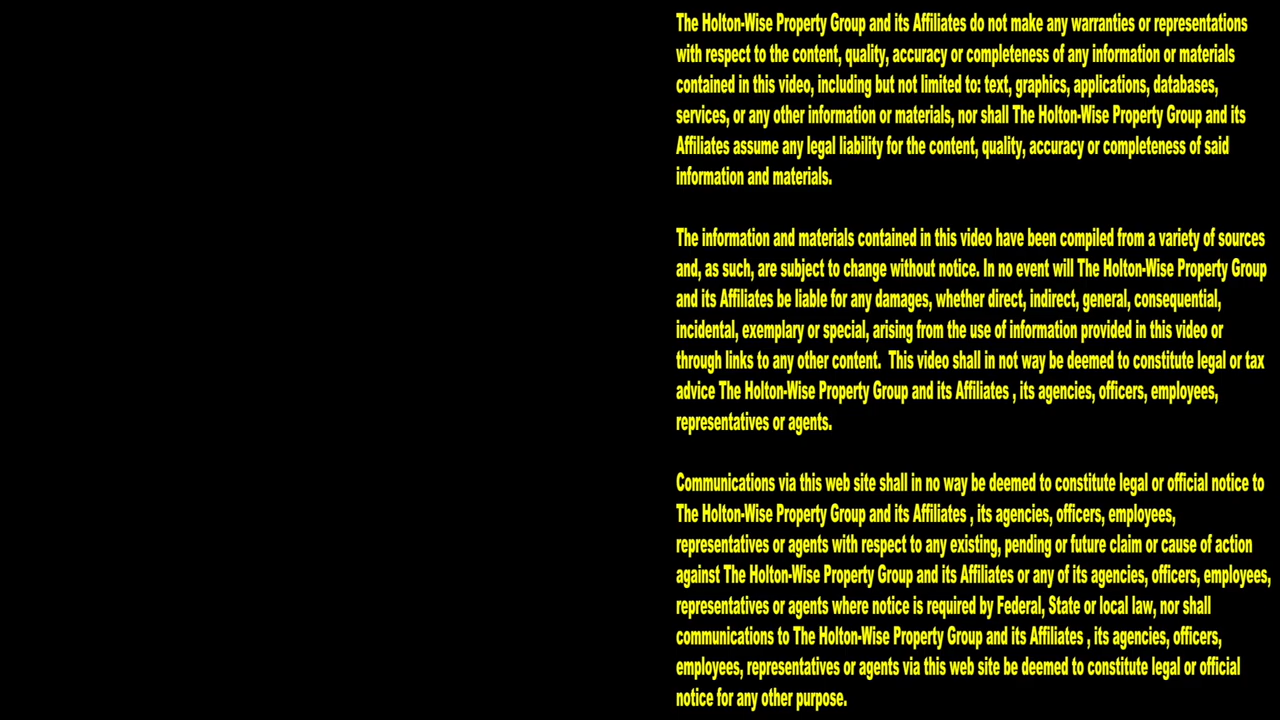 The Holton-Wise Property Group and its Affiliates do not make any warranties or representations
with respect to the content, quality, accuracy or completeness of any information or materials
contained in this video, including but not limited to: text, graphics, applications, databases,
services, or any other information or materials, nor shall The Holton-Wise Property Group and its
Affiliates assume any legal liability for the content, quality, accuracy or completeness of said
information and materials.
The information and materials contained in this video have been compiled from a variety of sources
and, as such, are subject to change without notice. In no event will The Holton-Wise Property Group
and its Affiliates be liable for any damages, whether direct, indirect, general, consequential,
incidental, exemplary or special, arising from the use of information provided in this video or
through links to any other content.  This video shall in not way be deemed to constitute legal or tax
advice The Holton-Wise Property Group and its Affiliates , its agencies, officers, employees,
representatives or agents.
Communications via this web site shall in no way be deemed to constitute legal or official notice to
The Holton-Wise Property Group and its Affiliates , its agencies, officers, employees,
representatives or agents with respect to any existing, pending or future claim or cause of action
against The Holton-Wise Property Group and its Affiliates or any of its agencies, officers, employees,
representatives or agents where notice is required by Federal, State or local law, nor shall
communications to The Holton-Wise Property Group and its Affiliates , its agencies, officers,
employees, representatives or agents via this web site be deemed to constitute legal or official
notice for any other purpose.